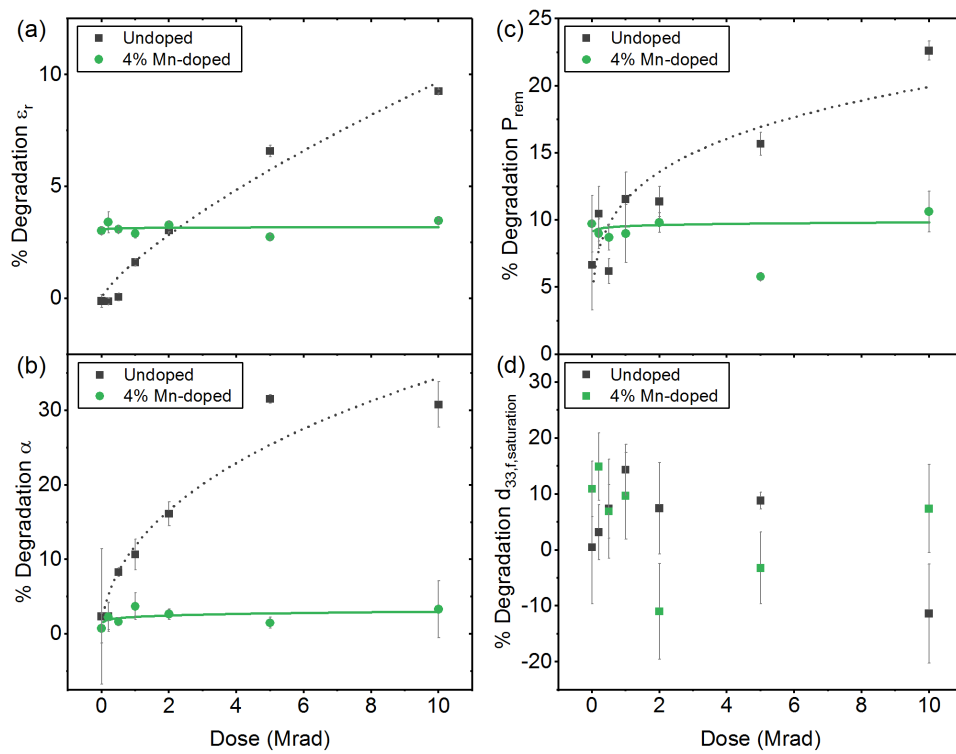 (a)
Undoped
4% Mn-doped
10
5
0
% Degradation εr
(b)
Undoped
4% Mn-doped
30
20
10
0
% Degradation α
0 2 4 6 8 10
Dose (Mrad)
(c)
Undoped
4% Mn-doped
25
20
15
10
5
0
% Degradation Prem
(d)
Undoped
4% Mn-doped
30
20
10
0
-10
-20
% Degradation d33,f,saturation
0 2 4 6 8 10
Dose (Mrad)